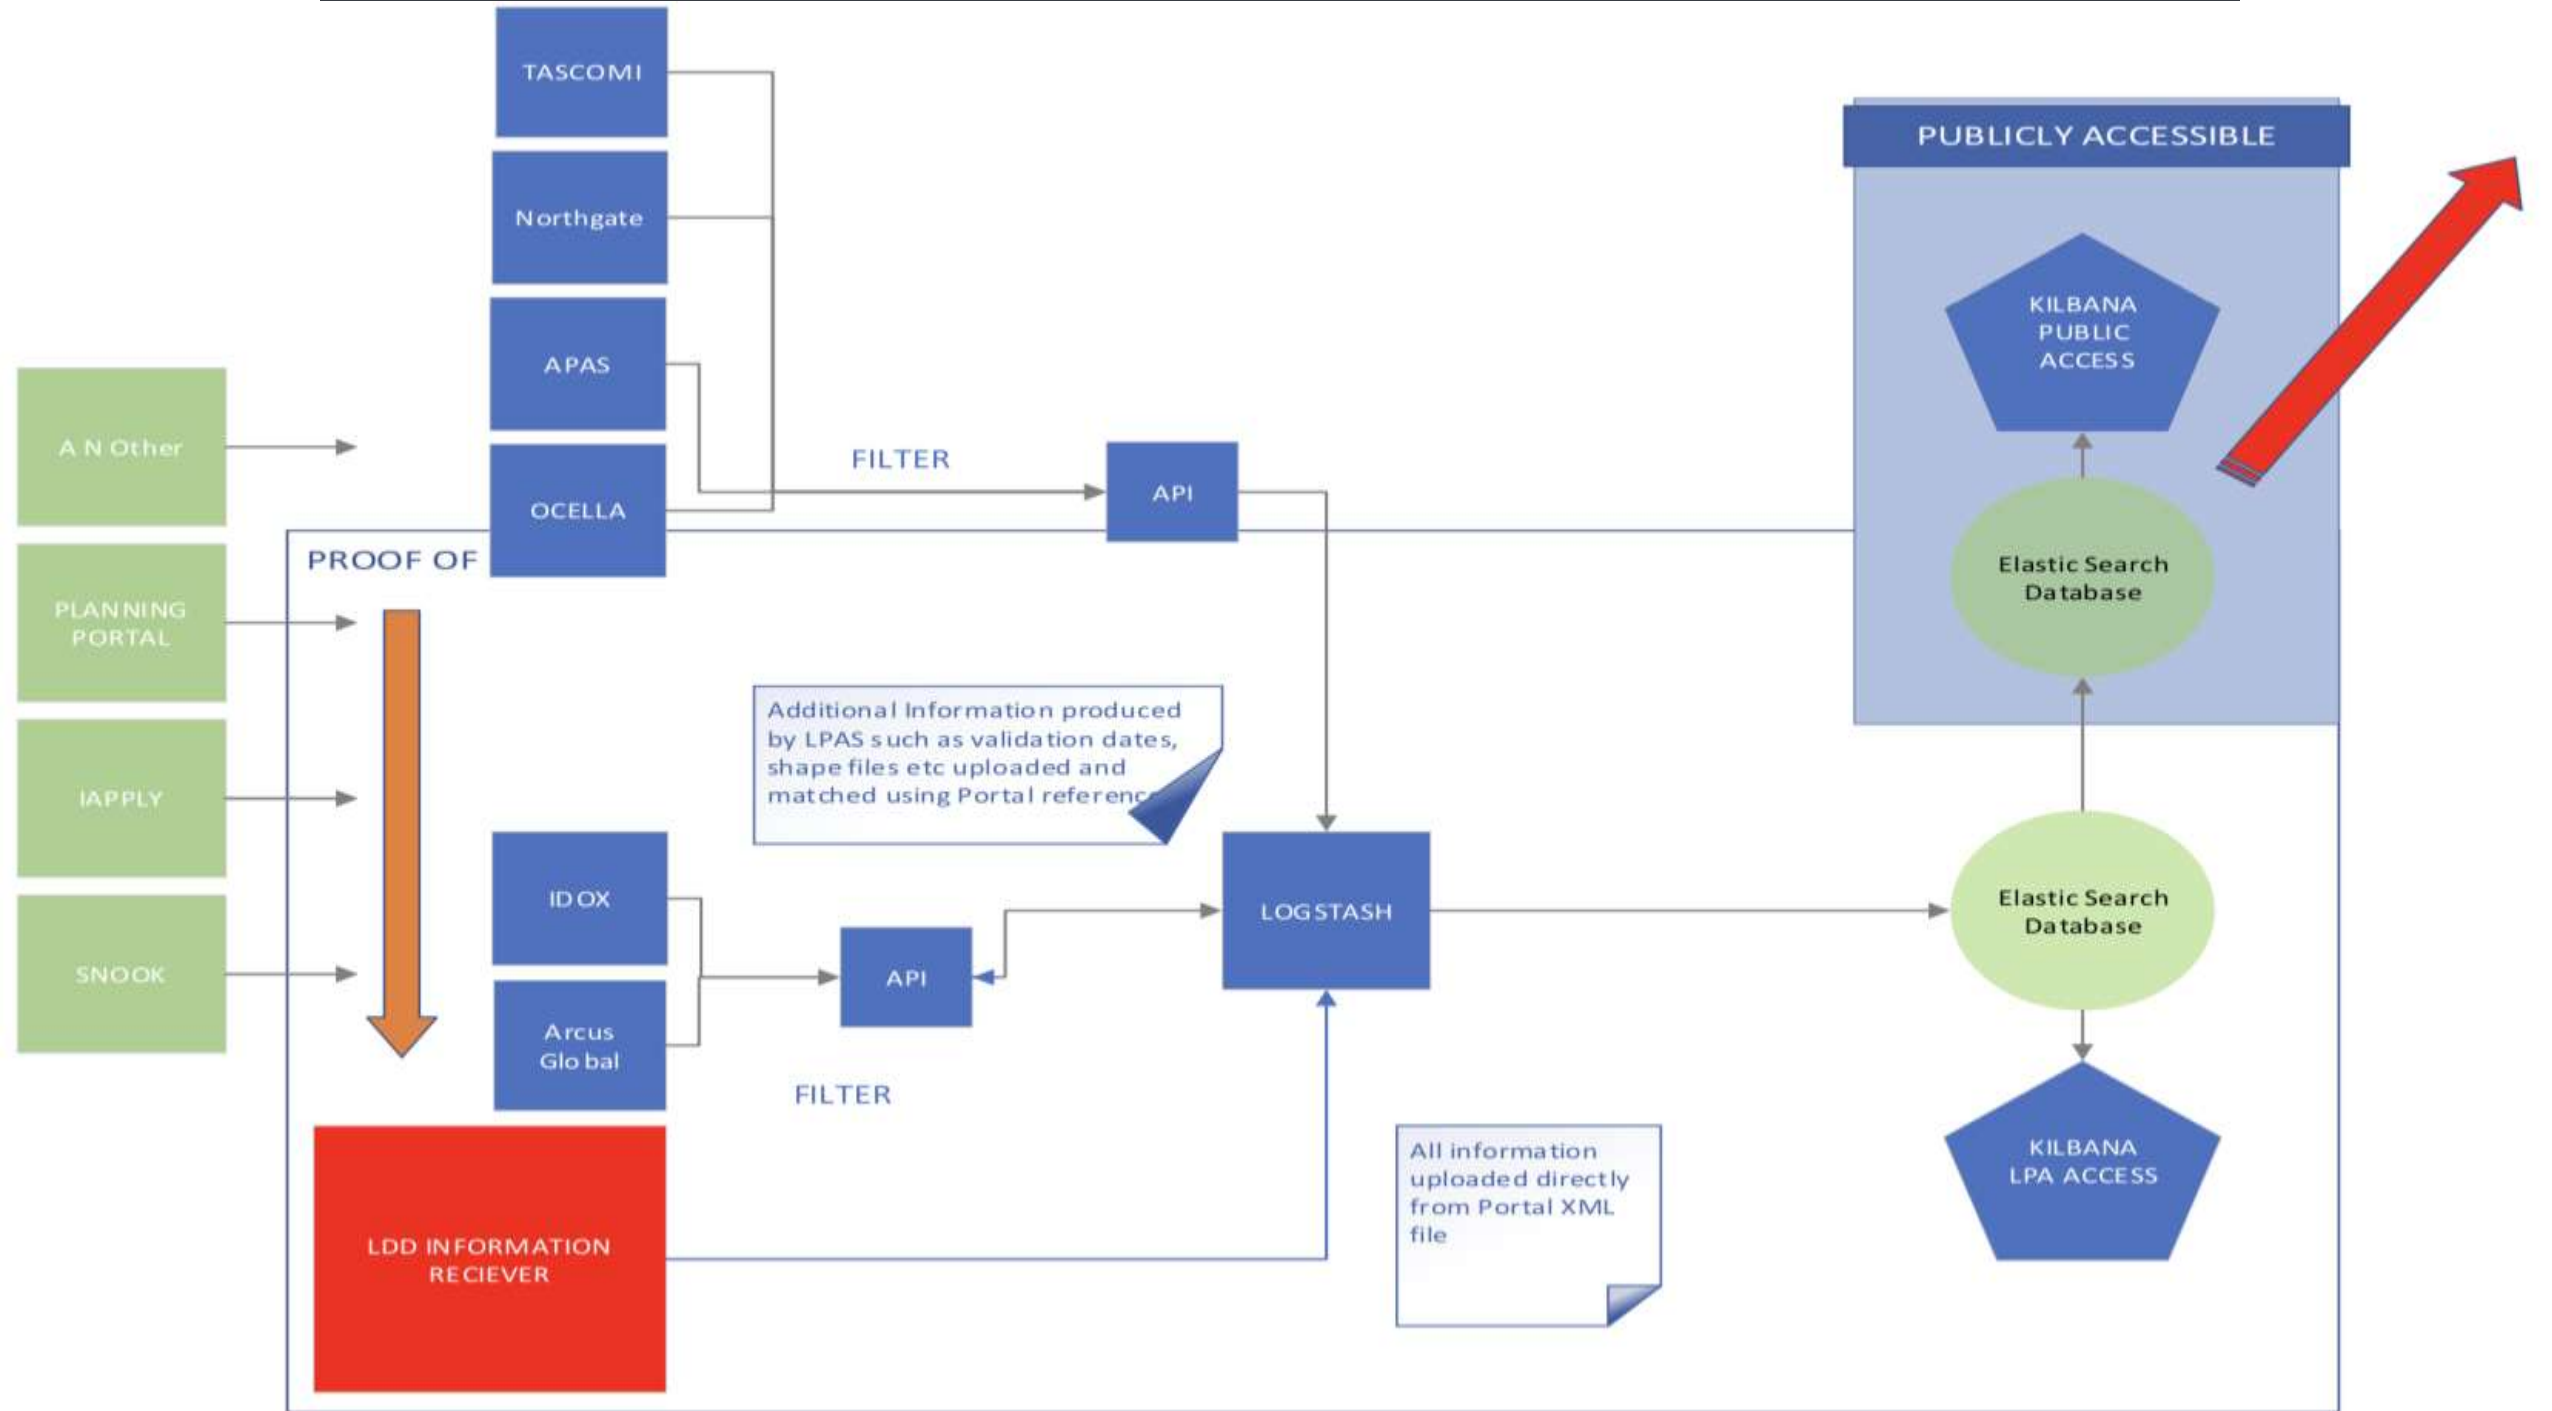 TASCOMI
Northgate
APAS
OCELLA
A N Other
PLANNING
PORTAL
IAPPLY
SNOOK
PROOF OF
FILTER
API
Additional Information produced
by LPAS such as validation dates,
shape files etc uploaded and
matched using Portal reference
IDOX
Arcus
Global
API
FILTER
LOGSTASH
LDD INFORMATION
RECIEVER
All information
uploaded directly
from Portal XML
file
PUBLICLY ACCESSIBLE
KILBANA
PUBLIC
ACCESS
Elastic Search
Database
Elastic Search
Database
KILBANA
LPA ACCESS